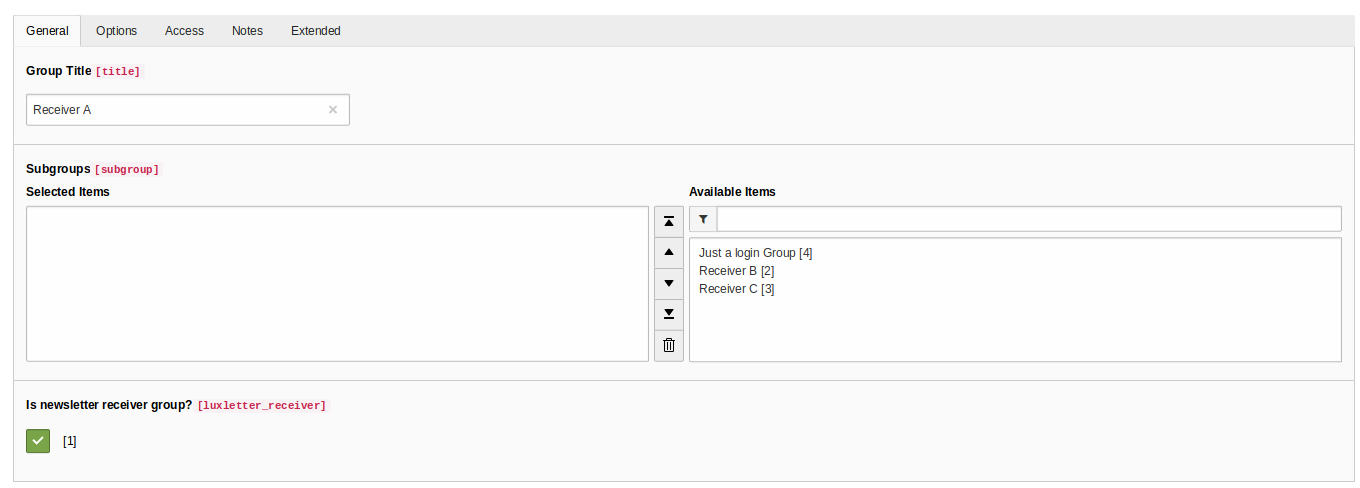 General Options Access Notes Extended
Group Title [title]
Receiver A
Subgroups [subgroup]
Selected Items Available Items
Just a login Group [4]
Receiver B [2]
Receiver C [3]
Is newsletter receiver group? [luxletter_receiver]
[1]